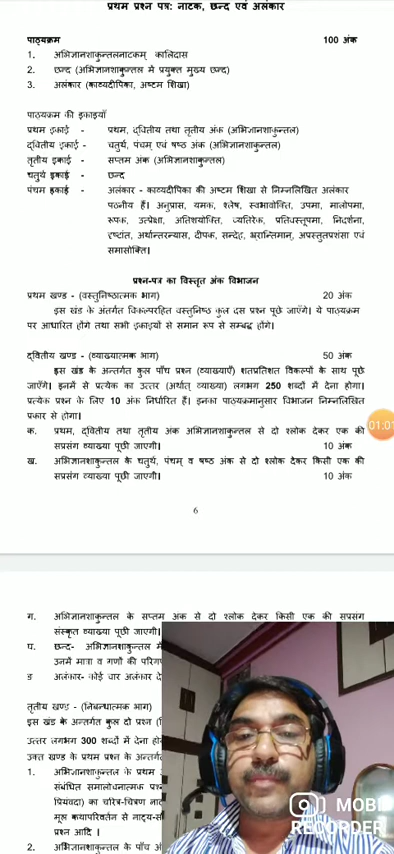 प्रथम प्रश्न पत्र: नाटक, छन्द एवं अलंकार
पाठ्यक्रम 100 अंक
1. अभिज्ञानशाकुन्तलनाटकम् कालिदास
2. छन्द (अभिज्ञानशाकुन्तल में प्रयुक्त मुख्य छन्द)
3. अलंकार (काव्यदीपिका, अष्टम शिखा)
पाठ्यक्रम की इकाइयाँ
प्रथम इकाई - प्रथम, द्वितीय तथा तृतीय अंक (अभिज्ञानशाकुन्तल)
द्वितीय इकाई - चतुर्थ, पंचम् एवं षष्ठ अंक (अभिज्ञानशाकुन्तल)
तृतीय इकाई - सप्तम अंक (अभिज्ञानशाकुन्तल)
चतुर्थ इकाई - छन्द
पंचम इकाई - अलंकार - काव्यदीपिका की अष्टम शिखा से निम्नलिखित अलंकार
पठनीय हैं। अनुप्रास, यमक, श्लेष, स्वभावोक्ति, उपमा, मालोपमा,
रूपक, उत्प्रेक्षा, अतिशयोक्ति, व्यतिरेक, प्रतिवस्तूपमा, निदर्शना,
दृष्टांत, अर्थान्तरन्यास, दीपक, सन्देह, भ्रान्तिमान्, अप्रस्तुतप्रशंसा एवं
समासोक्ति।
प्रश्न-पत्र का विस्तृत अंक विभाजन
प्रथम खण्ड - (वस्तुनिष्ठात्मक भाग) 20 अंक
इस खंड के अंतर्गत विकल्परहित वस्तुनिष्ठ कुल दस प्रश्न पूछे जाएँगे। ये पाठ्यक्रम
पर आधारित होंगे तथा सभी इकाइयों से समान रूप से सम्बद्ध होंगे।
द्वितीय खण्ड - (व्याख्यात्मक भाग) 50 अंक
इस खंड के अन्तर्गत कुल पाँच प्रश्न (व्याख्याएँ) शतप्रतिशत विकल्पों के साथ पूछे
जाएँगे। इनमें से प्रत्येक का उत्तर (अर्थात् व्याख्या) लगभग 250 शब्दों में देना होगा।
प्रत्येक प्रश्न के लिए 10 अंक निर्धारित हैं। इनका पाठ्यक्रमानुसार विभाजन निम्नलिखित
प्रकार से होगा।
क. प्रथम, द्वितीय तथा तृतीय अंक अभिज्ञानशाकुन्तल से दो श्लोक देकर एक की
सप्रसंग व्याख्या पूछी जाएगी। 10 अंक
01:01
ख. अभिज्ञानशाकुन्तल के चतुर्थ, पंचम् व षष्ठ अंक से दो श्लोक देकर किसी एक की
सप्रसंग व्याख्या पूछी जाएगी। 10 अंक
6
ग. अभिज्ञानशाकुन्तल के सप्तम अंक से दो श्लोक देकर किसी एक की सप्रसंग
संस्कृत व्याख्या पूछी जाएगी।
घ. छन्द- अभिज्ञानशाकुन्तल में
उनमें मात्रा व गणों की
ड अलंकार- कोई चार अलंकार
तृतीय खण्ड - (निबन्धात्मक भाग)
इस खंड के अन्तर्गत कुल दो प्रश्न
उत्तर लगभग 300 शब्दों में देना
उक्त खण्ड के प्रथम प्रश्न के
1. अभिज्ञानशाकुन्तल के प्रथम
संबंधित समालोचनात्मक
प्रियंवदा) का चरित्र-चित्रण
मूल कथापरिवर्तन से
प्रश्न आदि ।
2. अभिज्ञानशाकुन्तल के पाँच
MOBI
RECORDER